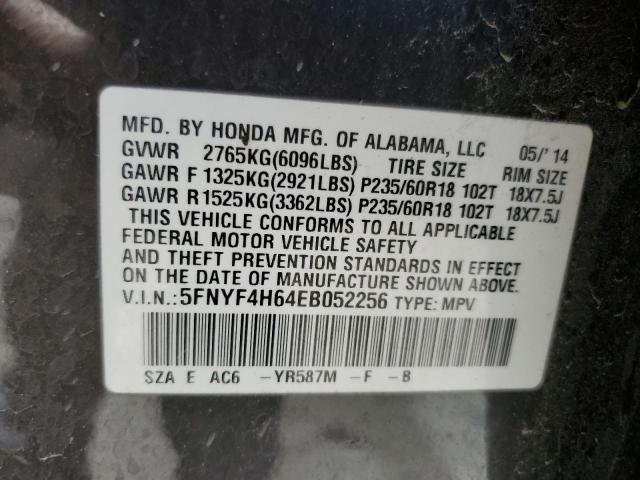 MFD. BY HONDA MFG. OF ALABAMA, LLC 05/'14
GVWR 2765KG(6096LBS) TIRE SIZE RIM SIZE
GAWR F 1325KG(2921LBS) P235/60R18 102T 18X7.5J
GAWR R 1525KG(3362LBS) P235/60R18 102T 18X7.5J
THIS VEHICLE CONFORMS TO ALL APPLICABLE
FEDERAL MOTOR VEHICLE SAFETY
AND THEFT PREVENTION STANDARDS IN EFFECT
ON THE DATE OF MANUFACTURE SHOWN ABOVE.
V.I.N.:5FNYF4H64EB052256 TYPE: MPV
SZA E AC6 -YR587M -F -B